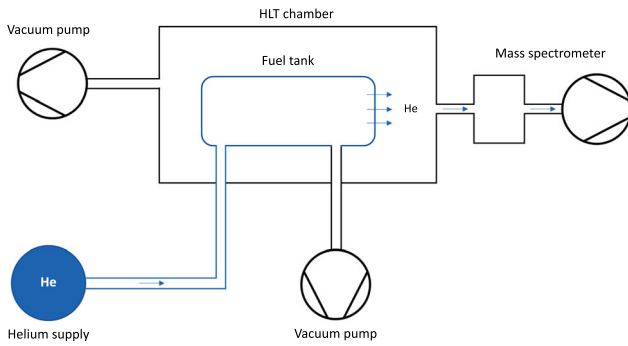 HLT chamber
Vacuum pump
Mass spectrometer
Fuel tank
He
He
Helium supply
Vacuum pump